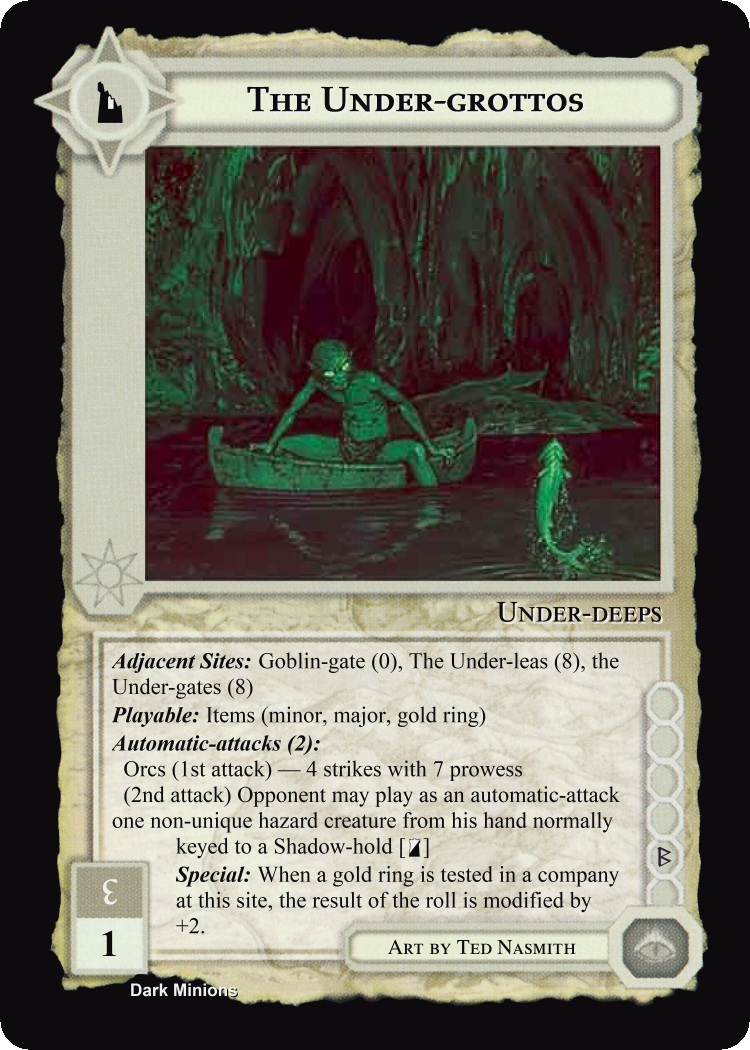 The Under-grottos
Under-deeps
Adjacent Sites: Goblin-gate (0), The Under-leas (8), the
Under-gates (8)
Playable: Items (minor, major, gold ring)
Automatic-attacks (2):
Orcs (1st attack) — 4 strikes with 7 prowess
(2nd attack) Opponent may play as an automatic-attack
one non-unique hazard creature from his hand normally
keyed to a Shadow-hold [ ]
Special: When a gold ring is tested in a company
at this site, the result of the roll is modified by
+2.
1
Art by Ted Nasmith
Dark Minions